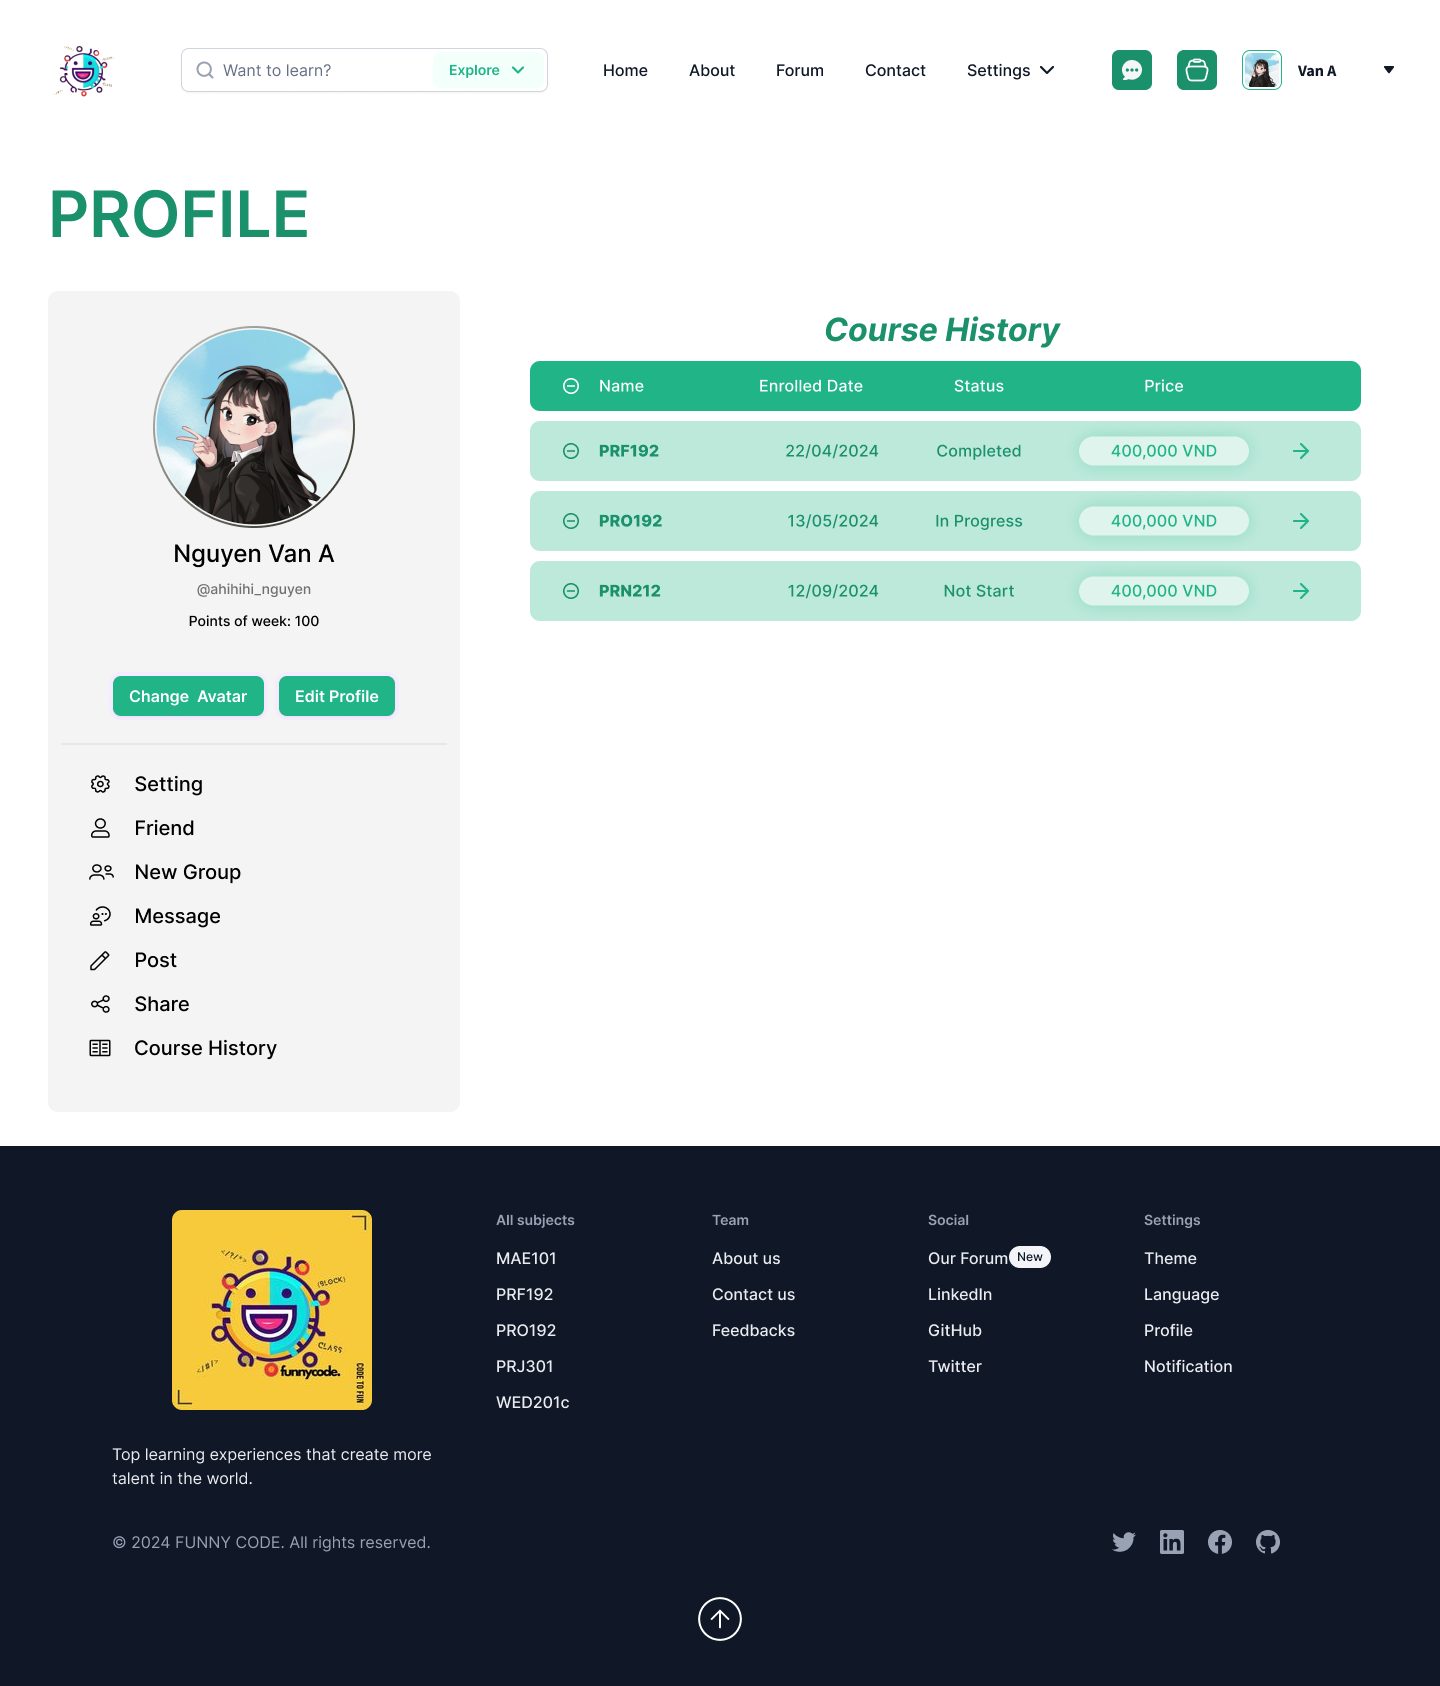 Want to learn?
Explore
Home
About
Forum
Contact
Settings
Van A
PROFILE
Nguyen Van A
@ahihihi_nguyen
Points of week: 100
Change  Avatar
Edit Profile
Setting
Friend
New Group
Message
Post
Share
Course History
Course History
Name Enrolled Date Status Price
PRF192 22/04/2024 Completed 400,000 VND
PRO192 13/05/2024 In Progress 400,000 VND
PRN212 12/09/2024 Not Start 400,000 VND
</?/*>
(BLOCK)
CLASS
</#/>
funnycode.
CODE TO FUN
Top learning experiences that create more
talent in the world.
All subjects
MAE101
PRF192
PRO192
PRJ301
WED201c
Team
About us
Contact us
Feedbacks
Social
Our Forum New
LinkedIn
GitHub
Twitter
Settings
Theme
Language
Profile
Notification
© 2024 FUNNY CODE. All rights reserved.
in